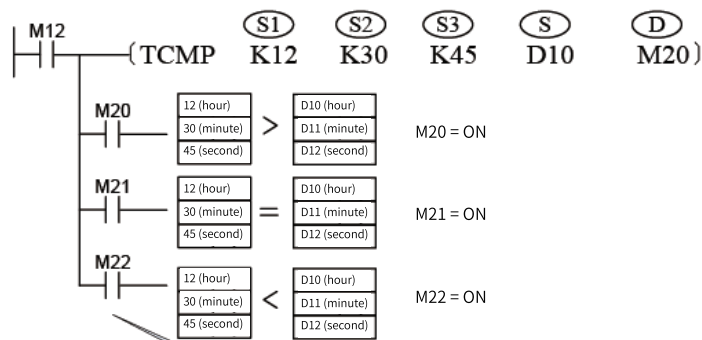 S1 S2 S3 S D
M12
(TCMP K12 K30 K45 D10 M20)
M20
12 (hour) D10 (hour)
30 (minute) > D11 (minute) M20 = ON
45 (second) D12 (second)
M21
12 (hour) D10 (hour)
30 (minute) = D11 (minute) M21 = ON
45 (second) D12 (second)
M22
12 (hour) D10 (hour)
30 (minute) < D11 (minute) M22 = ON
45 (second) D12 (second)